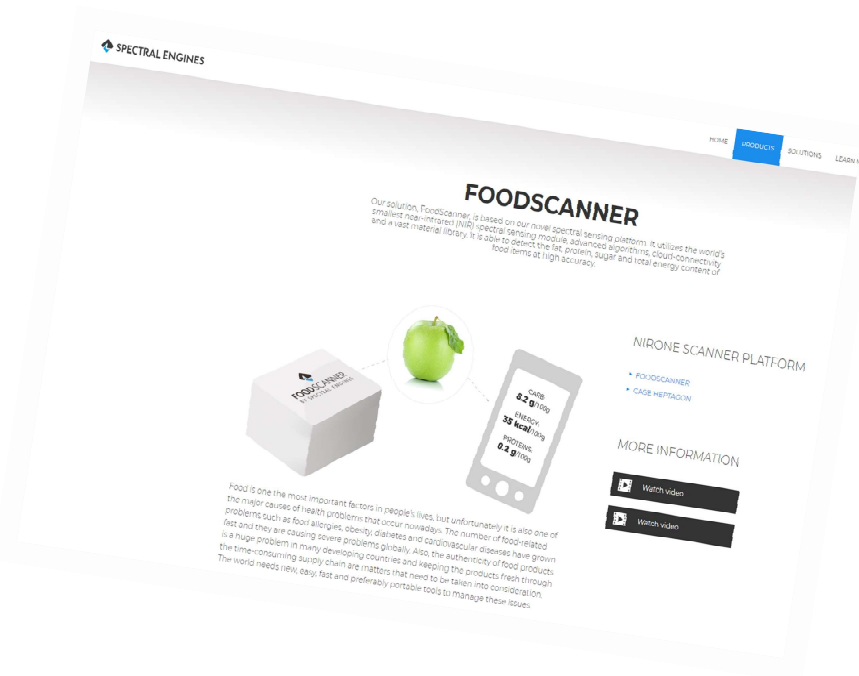 SPECTRAL ENGINES
HOME
PRODUCTS
SOLUTIONS
LEARN
FOODSCANNER
Our solution, FoodScanner, is based on our novel spectral sensing platform. It utilizes the world's
smallest near-infrared (NIR) spectral sensing module, advanced algorithms, cloud-connectivity
and a vast material library. It is able to detect the fat, protein, sugar and total energy content of
food items at high accuracy.
FOODSCANNER
BY SPECTRAL ENGINES
CARB:
8.2 g/100g
ENERGY:
35 kcal/100g
PROTEINS:
0.2 g/100g
NIRONE SCANNER PLATFORM
FOODSCANNER
CASE HEPTAGON
MORE INFORMATION
Watch video
Watch video
Food is one the most important factors in people's lives, but unfortunately it is also one of
the major causes of health problems that occur nowadays. The number of food-related
problems such as food allergies, obesity, diabetes and cardiovascular diseases have grown
fast and they are causing severe problems globally. Also, the authenticity of food products
is a huge problem in many developing countries and keeping the products fresh through
the time-consuming supply chain are matters that need to be taken into consideration.
The world needs new, easy, fast and preferably portable tools to manage these issues